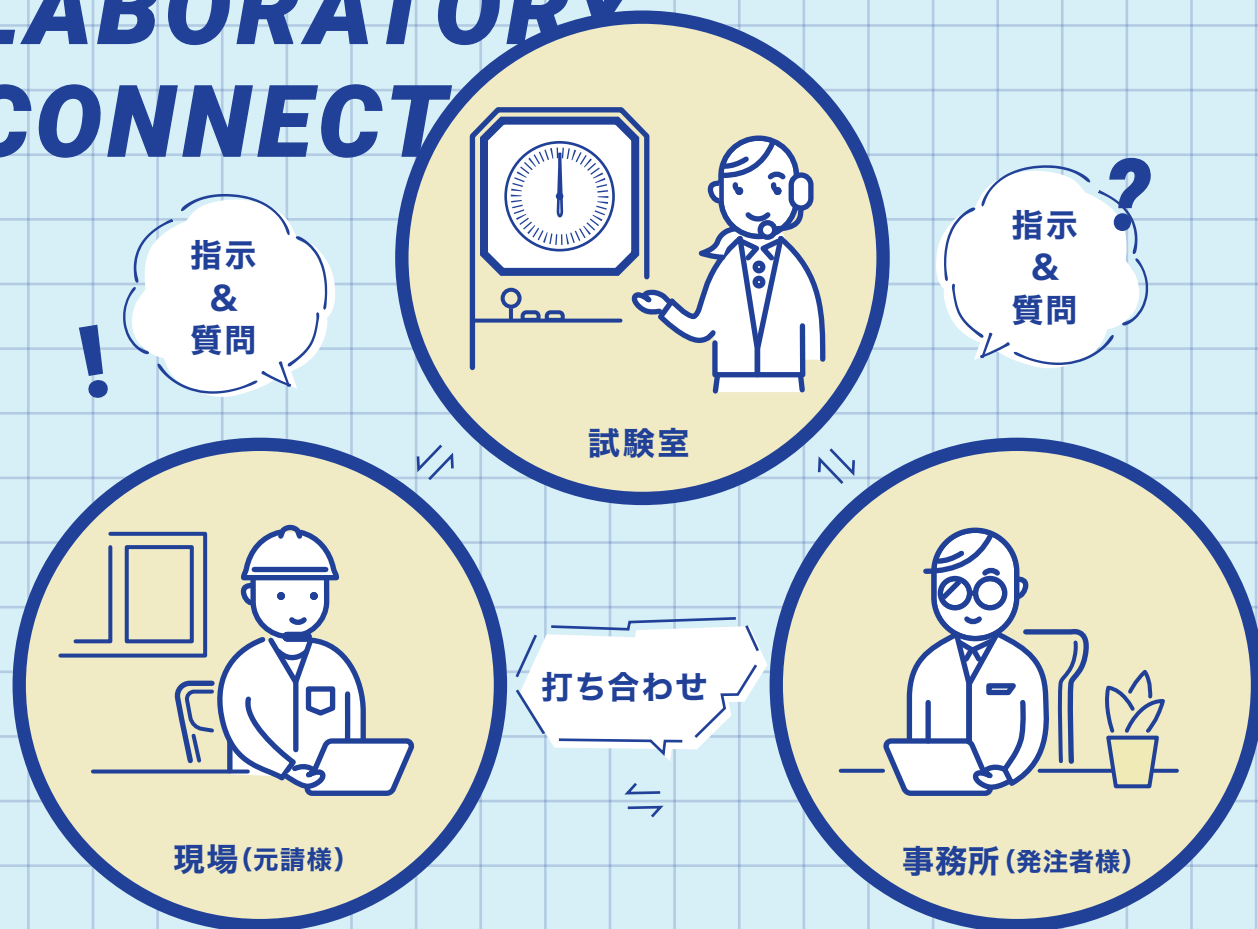 LABORATORY
CONNECT
指示
&
質問
!
指示
&
質問
?
試験室
打ち合わせ
現場(元請様)
事務所(発注者様)